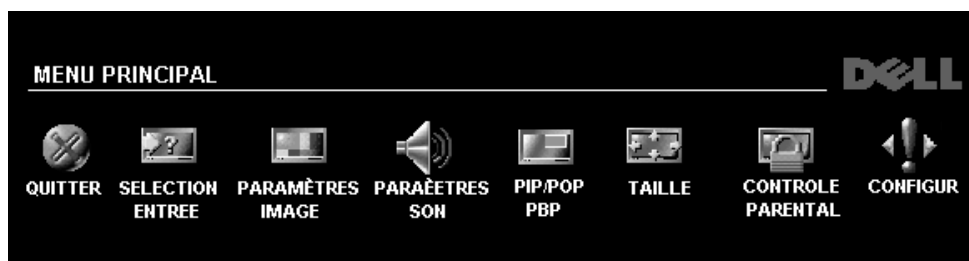 MENU PRINCIPAL
DELL
QUITTER
SELECTION
ENTREE
PARAMÈTRES
IMAGE
PARAÈETRES
SON
PIP/POP
PBP
TAILLE
CONTROLE
PARENTAL
CONFIGUR